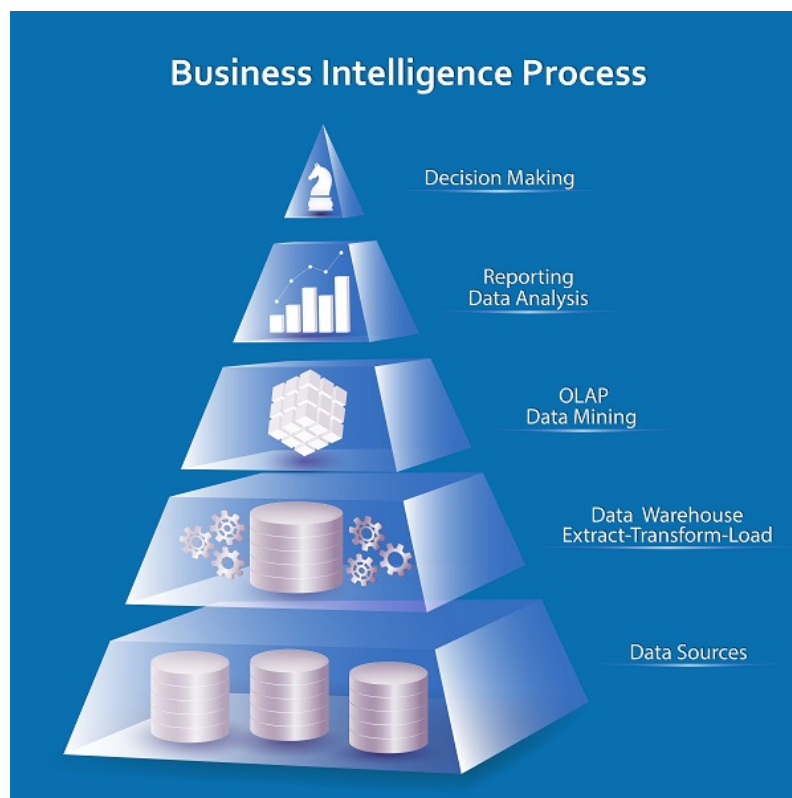 Business Intelligence Process
Decision Making
Reporting
Data Analysis
OLAP
Data Mining
Data Warehouse
Extract-Transform-Load
Data Sources